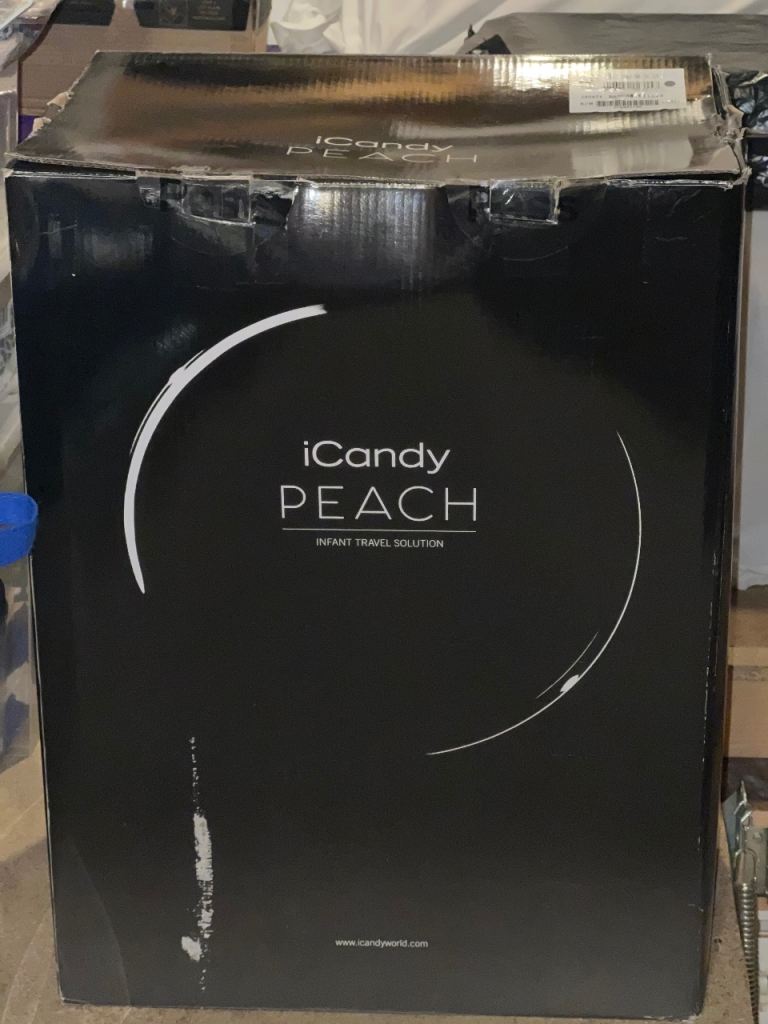 iCandy
PEACH
iCandy
PEACH
INFANT TRAVEL SOLUTION
www.icandyworld.com